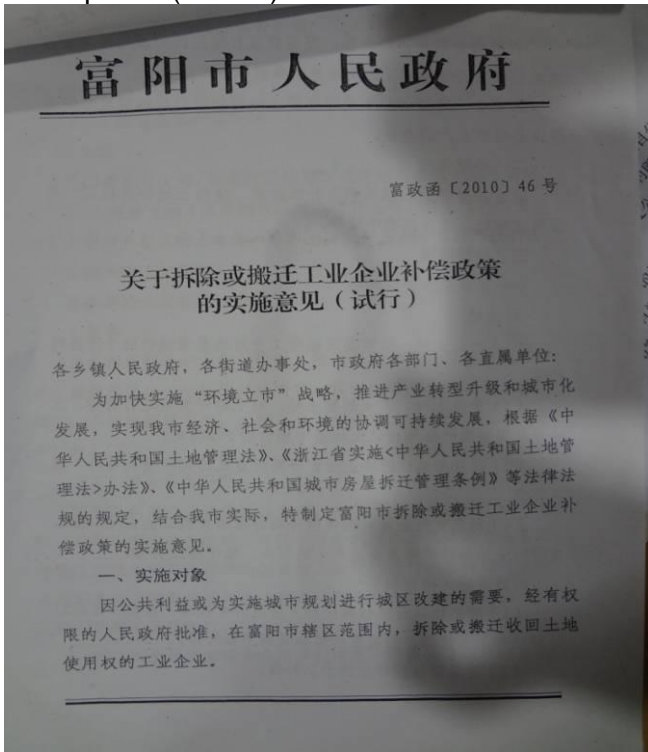 富阳市人民政府
富政函〔2010〕46 号
关于拆除或搬迁工业企业补偿政策
的实施意见（试行）
各乡镇人民政府，各街道办事处，市政府各部门、各直属单位：
为加快实施“环境立市”战略，推进产业转型升级和城市化
发展，实现我市经济、社会和环境的协调可持续发展，根据《中
华人民共和国土地管理法》、《浙江省实施<中华人民共和国土地管
理法>办法》、《中华人民共和国城市房屋拆迁管理条例》等法律法
规的规定，结合我市实际，特制定富阳市拆除或搬迁工业企业补
偿政策的实施意见。
一、实施对象
因公共利益或为实施城市规划进行城区改建的需要，经有权
限的人民政府批准，在富阳市辖区范围内，拆除或搬迁收回土地
使用权的工业企业。